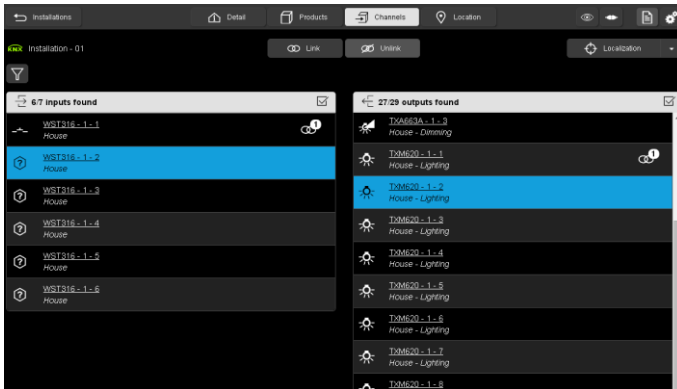 Installations
Detail
Products
Channels
Location
KNX Installation - 01
Link
Unlink
Localization
6/7 inputs found
WST316 - 1 - 1
House
1
WST316 - 1 - 2
House
WST316 - 1 - 3
House
WST316 - 1 - 4
House
WST316 - 1 - 5
House
WST316 - 1 - 6
House
27/29 outputs found
TXA663A - 1 - 3
House - Dimming
TXM620 - 1 - 1
House - Lighting
1
TXM620 - 1 - 2
House - Lighting
TXM620 - 1 - 3
House - Lighting
TXM620 - 1 - 4
House - Lighting
TXM620 - 1 - 5
House - Lighting
TXM620 - 1 - 6
House - Lighting
TXM620 - 1 - 7
House - Lighting
TXM620 - 1 - 8